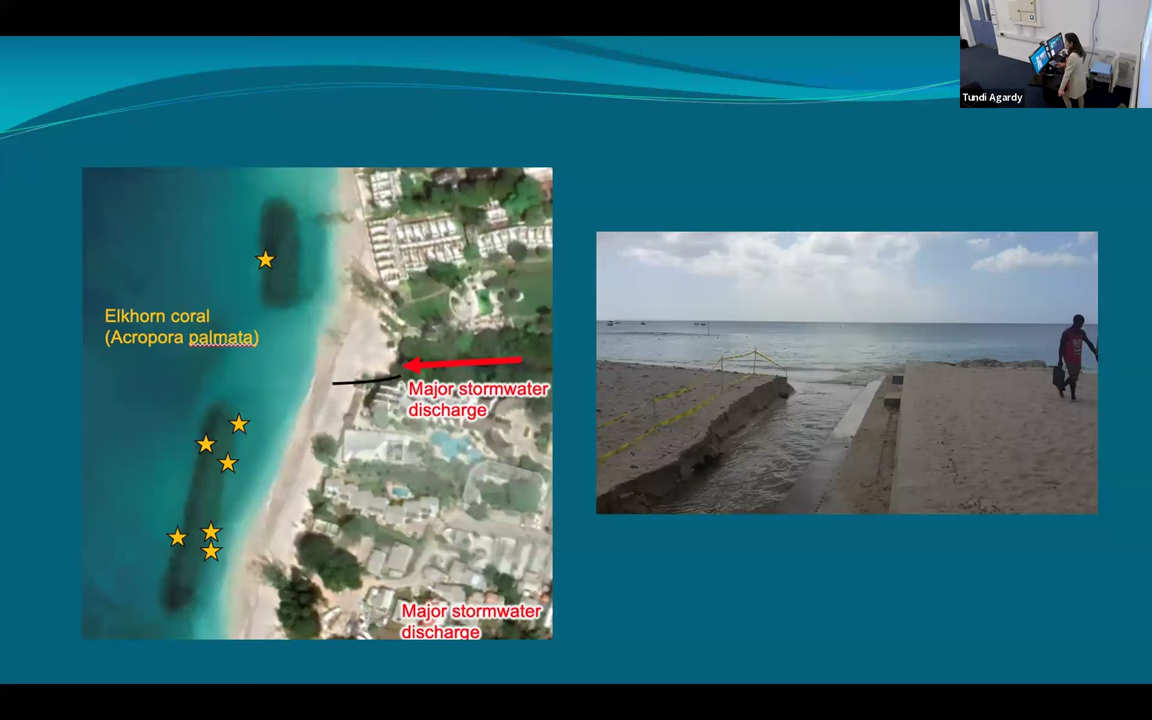 Tundi Agardy
Elkhorn coral
(Acropora palmata)
Major stormwater
discharge
Major stormwater
discharge